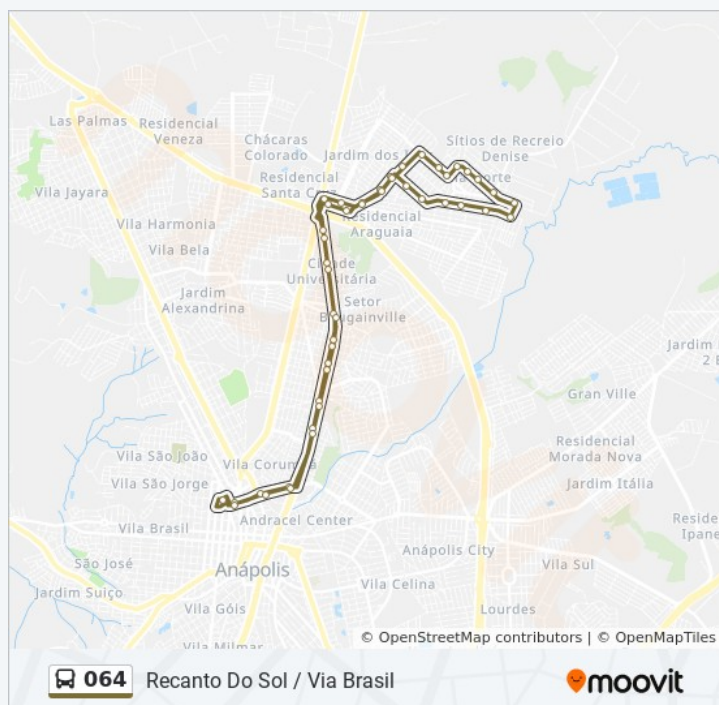 Las Palmas
Residencial
Veneza
Chácaras
Colorado
Jardim dos
Sítios de Recreio
Denise
Residencial
Santa Cruz
Vila Jayara
Residencial
Araguaia
Vila Harmonia
Vila Bela
Cidade
Universitária
Jardim
Alexandrina
Setor
Bougainville
Jardim
2 E
Gran Ville
Residencial
Morada Nova
Vila São João
Vila Corumbá
Vila São Jorge
Jardim Itália
Vila Brasil
Andracel Center
Reside
Ipane
São José
Anápolis City
Vila Sul
Anápolis
Jardim Suiço
Vila Celina
Vila Góis
Lourdes
Vila Milmar
© OpenStreetMap contributors | © OpenMapTiles
064 Recanto Do Sol / Via Brasil
moovit